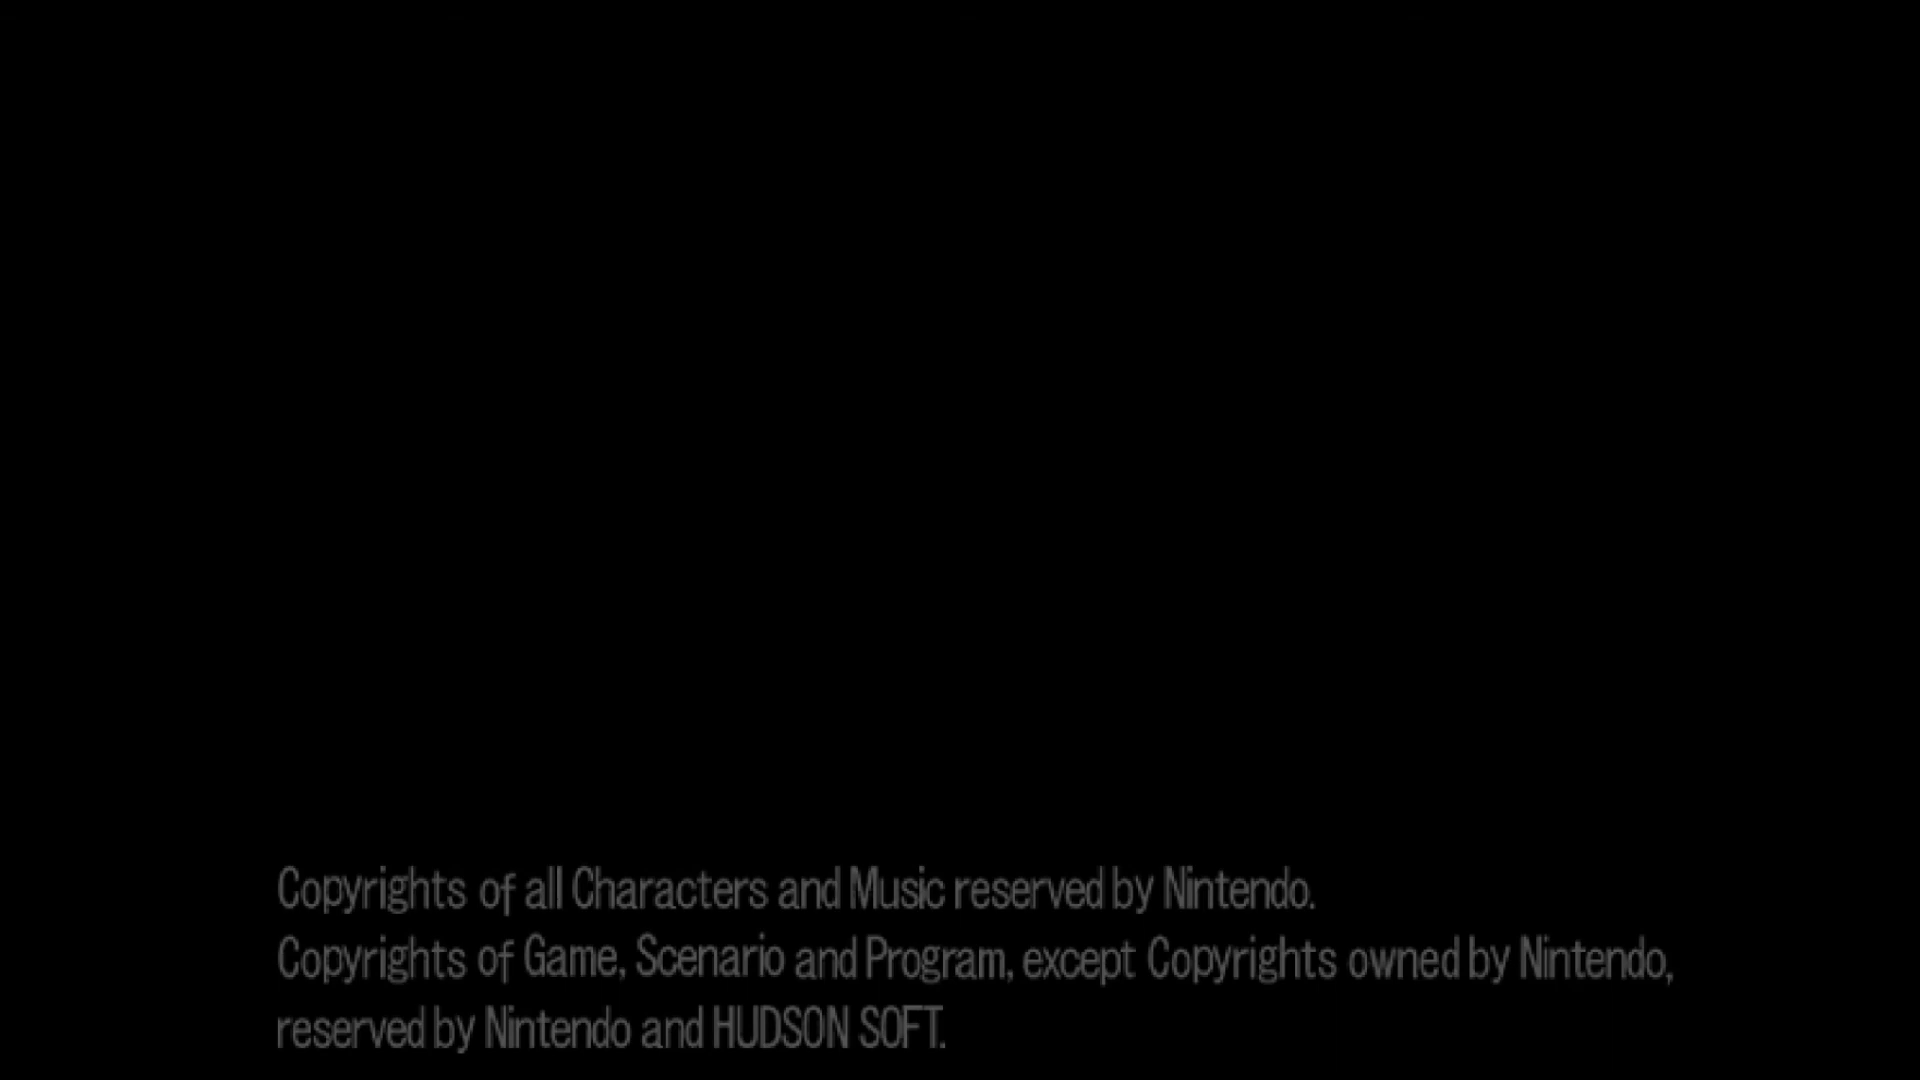 Copyrights of all Characters and Music reserved by Nintendo.
Copyrights of Game, Scenario and Program, except Copyrights owned by Nintendo,
reserved by Nintendo and HUDSON SOFT.